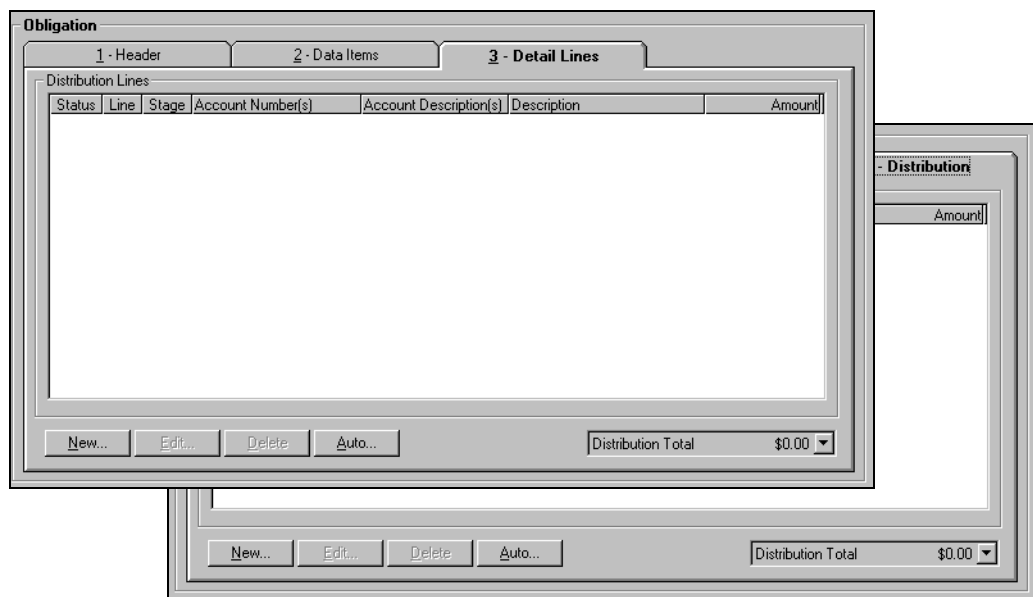 Obligation
1 - Header 2 - Data Items 3 - Detail Lines
Distribution Lines
Status Line Stage Account Number(s) Account Description(s) Description Amount
New... Edit... Delete Auto... Distribution Total $0.00
- Distribution
Amount
New... Edit... Delete Auto... Distribution Total $0.00